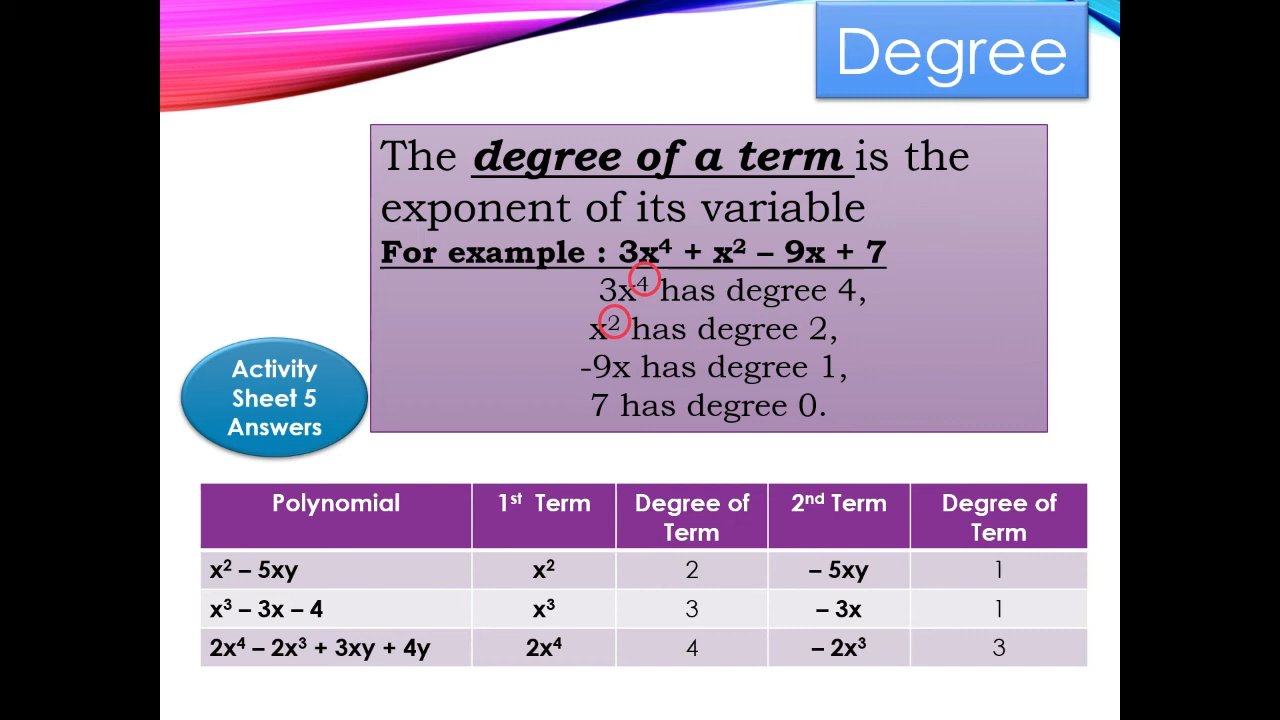 Degree
The degree of a term is the
exponent of its variable
For example : 3x⁴ + x² – 9x + 7
3x⁴ has degree 4,
x² has degree 2,
-9x has degree 1,
7 has degree 0.
Activity
Sheet 5
Answers
Polynomial 1st Term Degree of Term 2nd Term Degree of Term
x² – 5xy x² 2 – 5xy 1
x³ – 3x – 4 x³ 3 – 3x 1
2x⁴ – 2x³ + 3xy + 4y 2x⁴ 4 – 2x³ 3